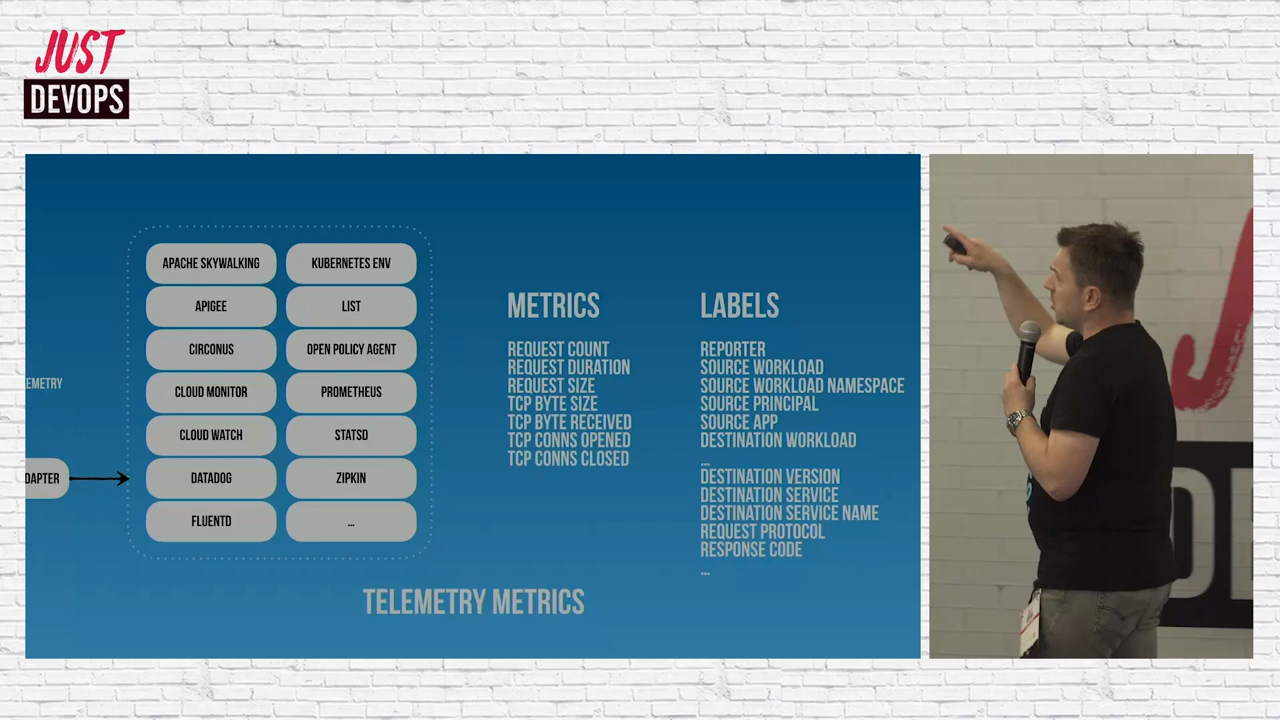 JUST
DEVOPS
EMETRY
DAPTER
APACHE SKYWALKING
KUBERNETES ENV
APIGEE
LIST
CIRCONUS
OPEN POLICY AGENT
CLOUD MONITOR
PROMETHEUS
CLOUD WATCH
STATSD
DATADOG
ZIPKIN
FLUENTD
...
METRICS
REQUEST COUNT
REQUEST DURATION
REQUEST SIZE
TCP BYTE SIZE
TCP BYTE RECEIVED
TCP CONNS OPENED
TCP CONNS CLOSED
LABELS
REPORTER
SOURCE WORKLOAD
SOURCE WORKLOAD NAMESPACE
SOURCE PRINCIPAL
SOURCE APP
DESTINATION WORKLOAD
...
DESTINATION VERSION
DESTINATION SERVICE
DESTINATION SERVICE NAME
REQUEST PROTOCOL
RESPONSE CODE
...
TELEMETRY METRICS